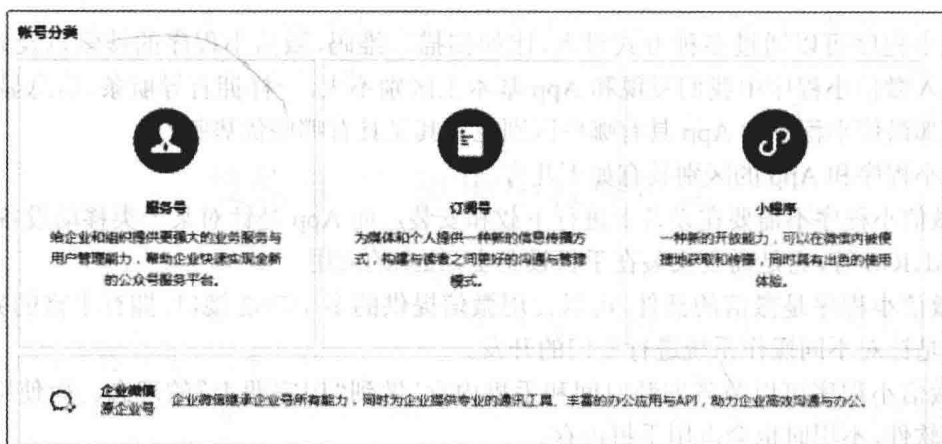 帐号分类
服务号
给企业和组织提供更强大的业务服务与
用户管理能力,帮助企业快速实现全新
的公众号服务平台。
订阅号
为媒体和个人提供一种新的信息传播方
式,构建与读者之间更好的沟通与管理
模式。
小程序
一种新的开放能力,可以在微信内被便
捷地获取和传播,同时具有出色的使用
体验。
企业微信
原企业号
企业微信继承企业号所有能力,同时为企业提供专业的通讯工具、丰富的办公应用与API,助力企业高效沟通与办公。